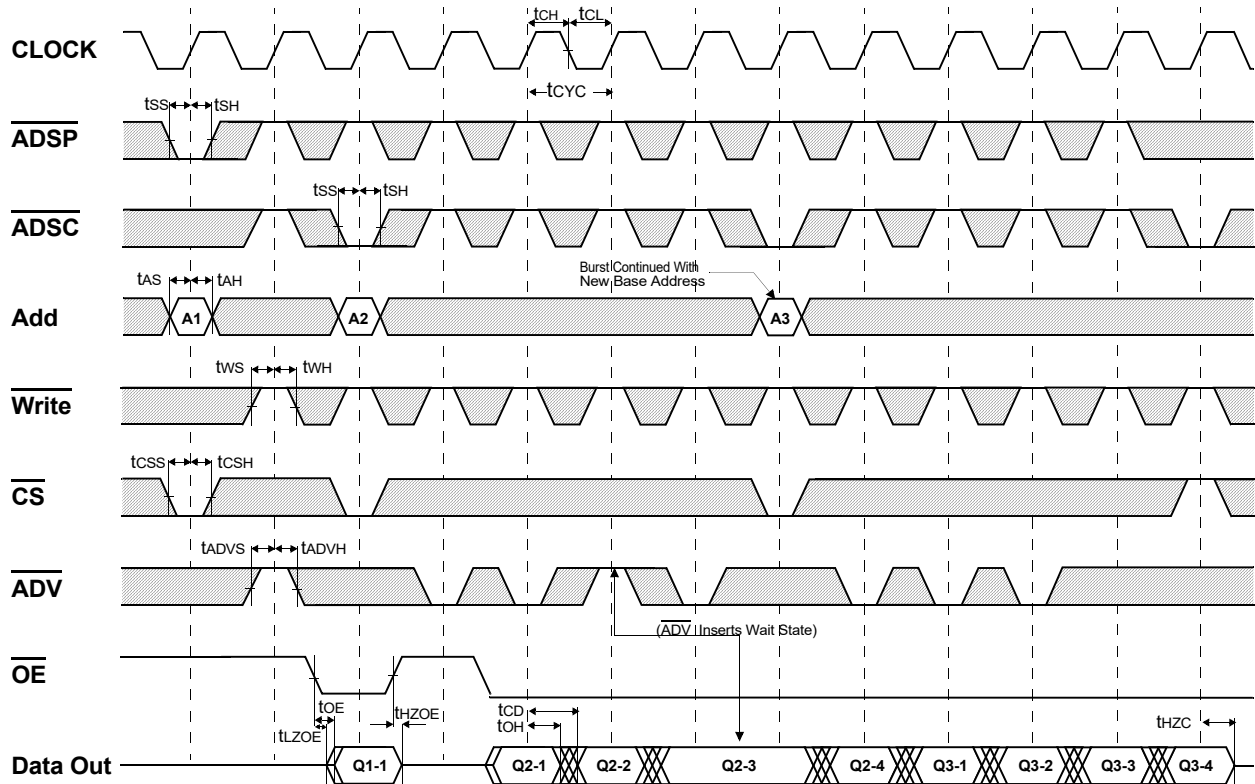 tCH tCL
CLOCK
tCYC
tSS tSH
ADSP
tSS tSH
ADSC
tAS tAH
Burst Continued With
New Base Address
Add A1 A2 A3
tWS tWH
Write
tCSS tCSH
CS
tADVS tADVH
ADV
(ADV Inserts Wait State)
OE
tOE tHZOE tCD
tLZOE tOH tHZC
Data Out Q1-1 Q2-1 Q2-2 Q2-3 Q2-4 Q3-1 Q3-2 Q3-3 Q3-4